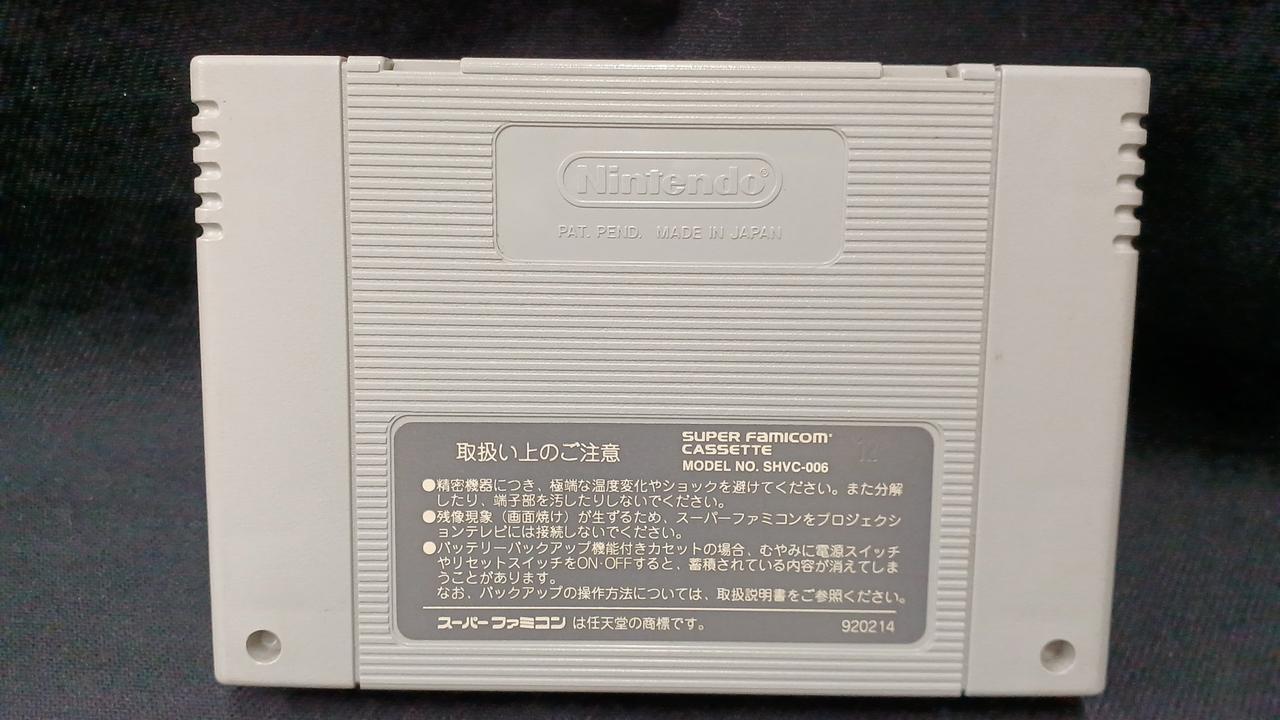 Nintendo®
PAT. PEND. MADE IN JAPAN
取扱い上のご注意
SUPER FAMICOM
CASSETTE
MODEL NO. SHVC-006
●精密機器につき、極端な温度変化やショックを避けてください。また分解
したり、端子部を汚したりしないでください。
●残像現象（画面焼け）が生ずるため、スーパーファミコンをプロジェクシ
ョンテレビには接続しないでください。
●バッテリーバックアップ機能付きカセットの場合、むやみに電源スイッチ
やリセットスイッチをON·OFFすると、蓄積されている内容が消えてしま
うことがあります。
なお、バックアップの操作方法については、取扱説明書をご参照ください。
スーパーファミコン は任天堂の商標です。
920214